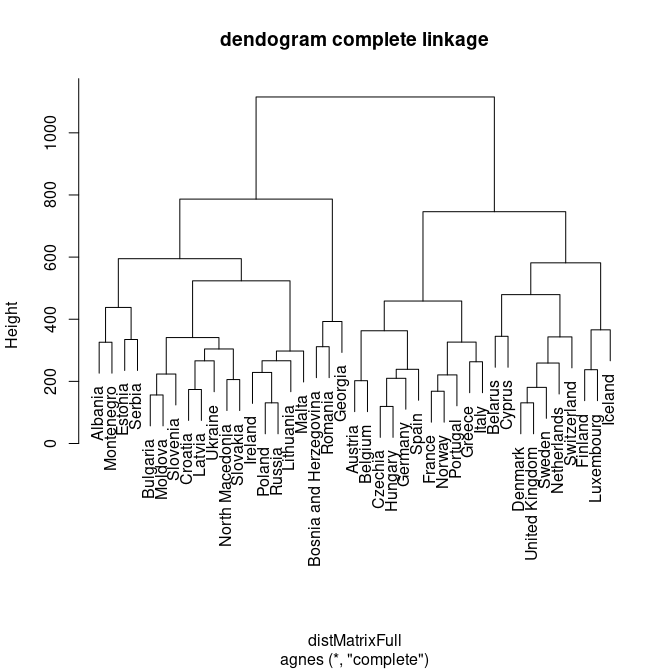 dendogram complete linkage
Height
0
200
400
600
800
1000
Albania
Montenegro
Estonia
Serbia
Bulgaria
Moldova
Slovenia
Croatia
Latvia
Ukraine
North Macedonia
Slovakia
Ireland
Poland
Russia
Lithuania
Malta
Bosnia and Herzegovina
Romania
Georgia
Austria
Belgium
Czechia
Hungary
Germany
Spain
France
Norway
Portugal
Greece
Italy
Belarus
Cyprus
Denmark
United Kingdom
Sweden
Netherlands
Switzerland
Finland
Luxembourg
Iceland
distMatrixFull
agnes (*, "complete")